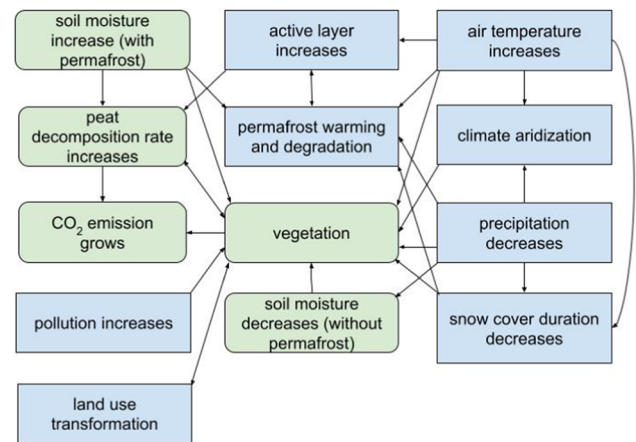 soil moisture
increase (with
permafrost)
active layer
increases
air temperature
increases
peat
decomposition rate
increases
permafrost warming
and degradation
climate aridization
CO₂ emission
grows
vegetation
precipitation
decreases
pollution increases
soil moisture
decreases (without
permafrost)
snow cover duration
decreases
land use
transformation